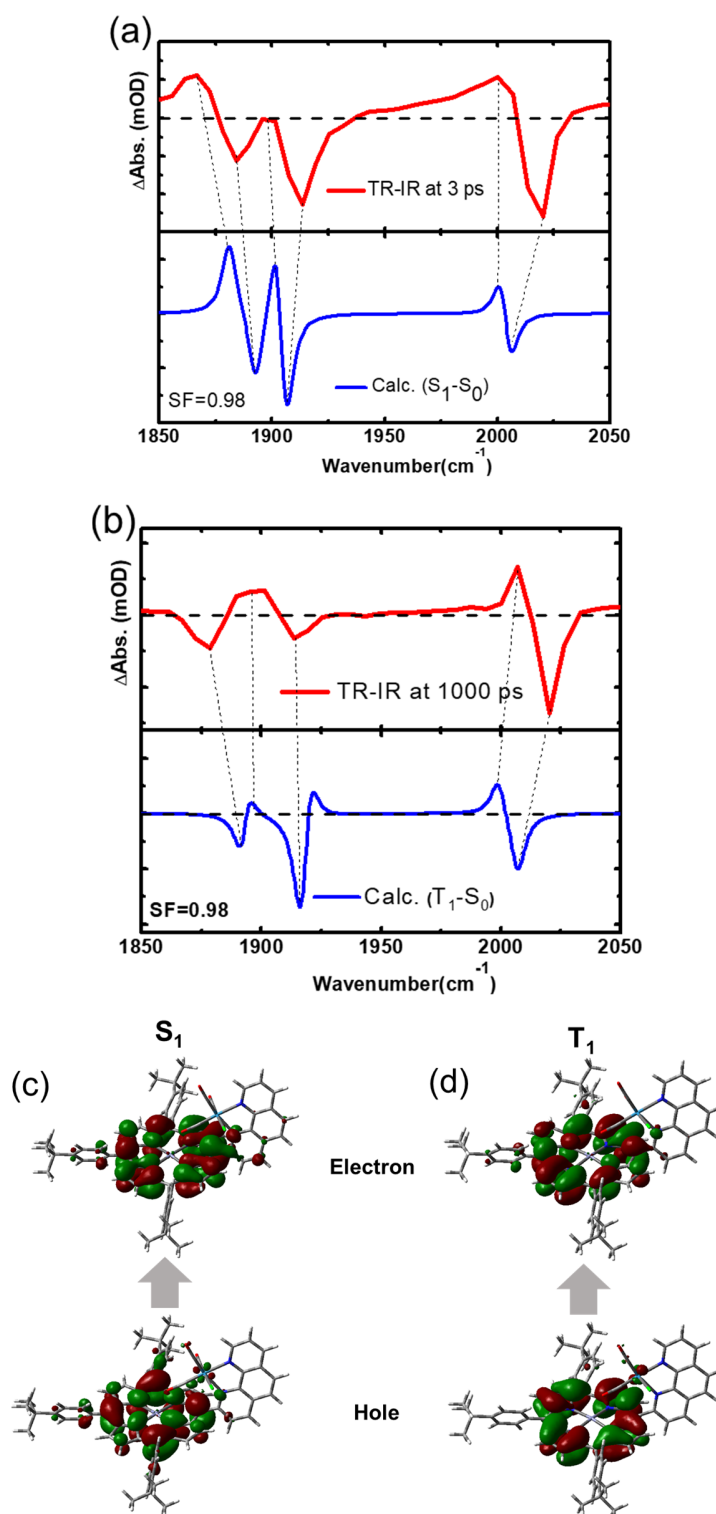 (a)
ΔAbs. (mOD)
TR-IR at 3 ps
Calc. (S₁-S₀)
SF=0.98
1850 1900 1950 2000 2050
Wavenumber(cm⁻¹)
(b)
ΔAbs. (mOD)
TR-IR at 1000 ps
Calc. (T₁-S₀)
SF=0.98
1850 1900 1950 2000 2050
Wavenumber(cm⁻¹)
S₁
T₁
(c)
(d)
Electron
Hole